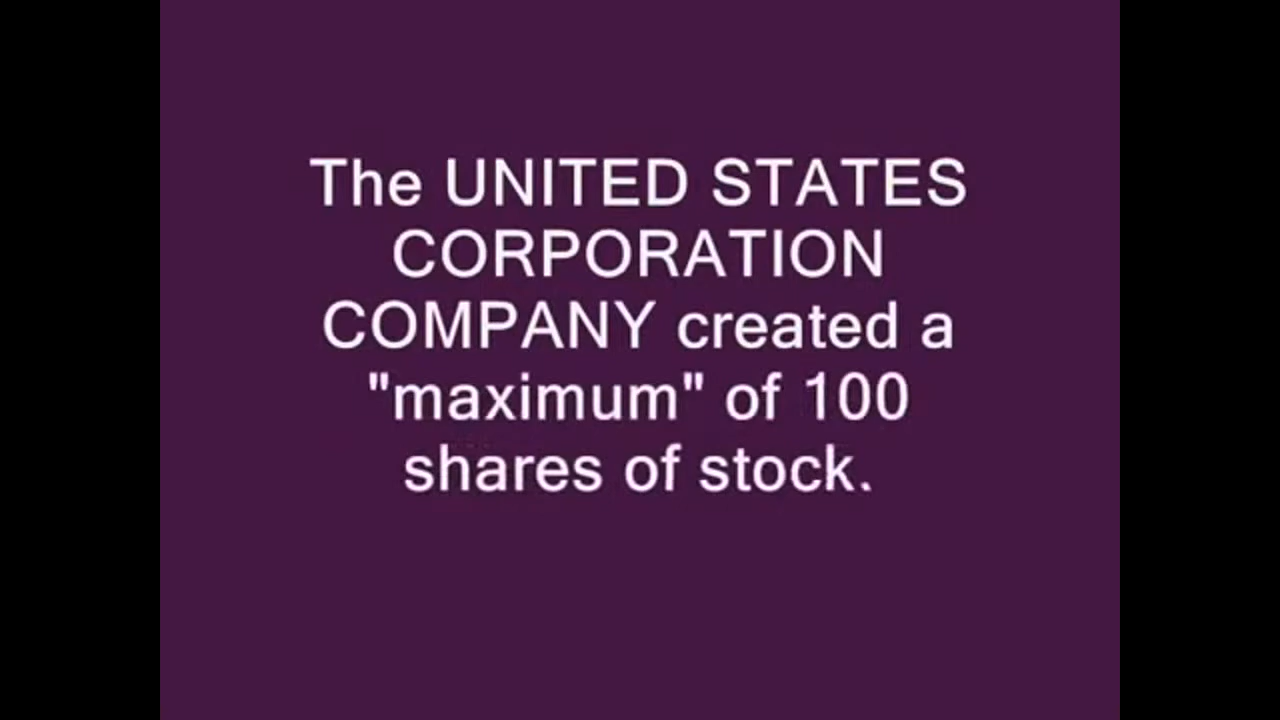 The UNITED STATES
CORPORATION
COMPANY created a
"maximum" of 100
shares of stock.